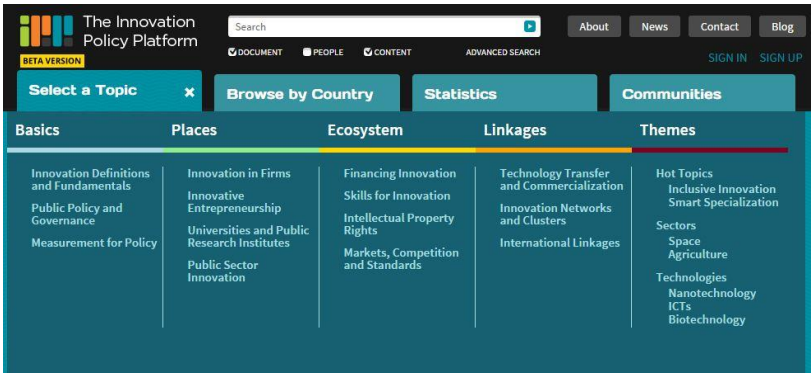 The Innovation
Policy Platform
BETA VERSION
Search
DOCUMENT PEOPLE CONTENT ADVANCED SEARCH
About News Contact Blog
SIGN IN SIGN UP
Select a Topic x Browse by Country Statistics Communities
Basics
Innovation Definitions
and Fundamentals
Public Policy and
Governance
Measurement for Policy
Places
Innovation in Firms
Innovative
Entrepreneurship
Universities and Public
Research Institutes
Public Sector
Innovation
Ecosystem
Financing Innovation
Skills for Innovation
Intellectual Property
Rights
Markets, Competition
and Standards
Linkages
Technology Transfer
and Commercialization
Innovation Networks
and Clusters
International Linkages
Themes
Hot Topics
Inclusive Innovation
Smart Specialization
Sectors
Space
Agriculture
Technologies
Nanotechnology
ICTs
Biotechnology